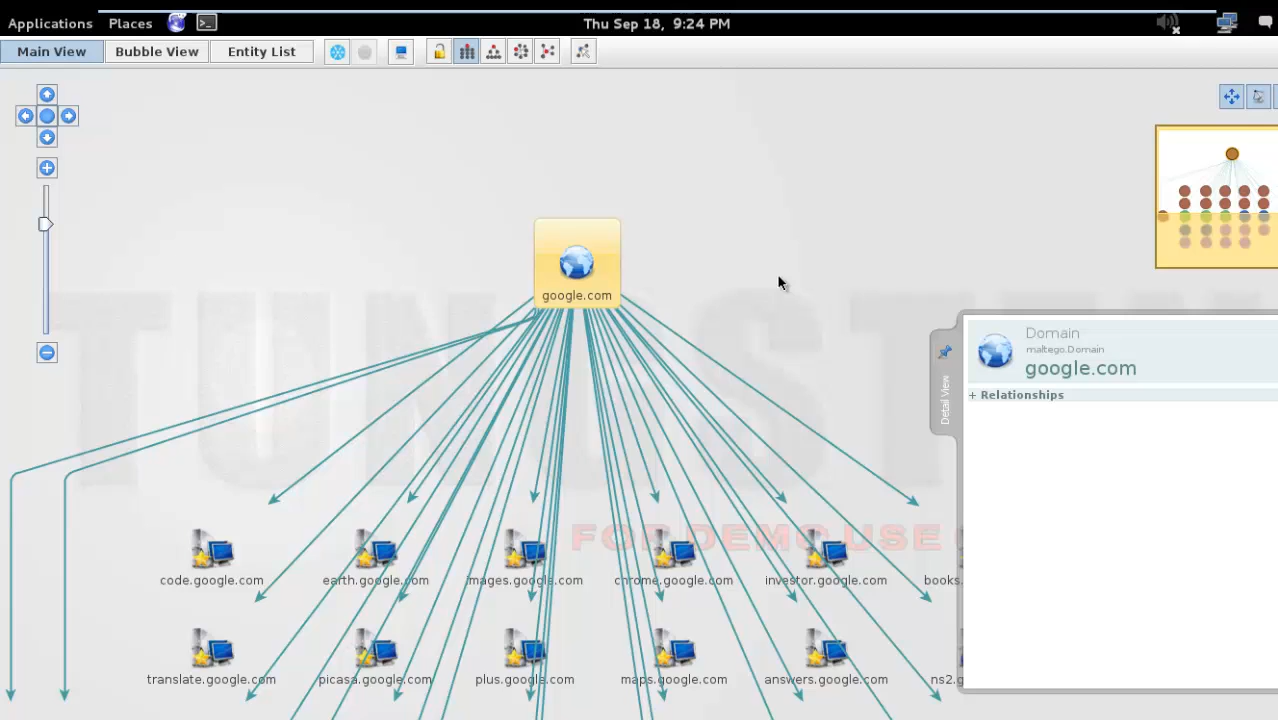 Applications Places Thu Sep 18, 9:24 PM
Main View Bubble View Entity List
google.com
Domain
maltego.Domain
google.com
+ Relationships
Detail View
FOR DEMO USE
code.google.com earth.google.com images.google.com chrome.google.com investor.google.com books.
translate.google.com picasa.google.com plus.google.com maps.google.com answers.google.com ns2.g